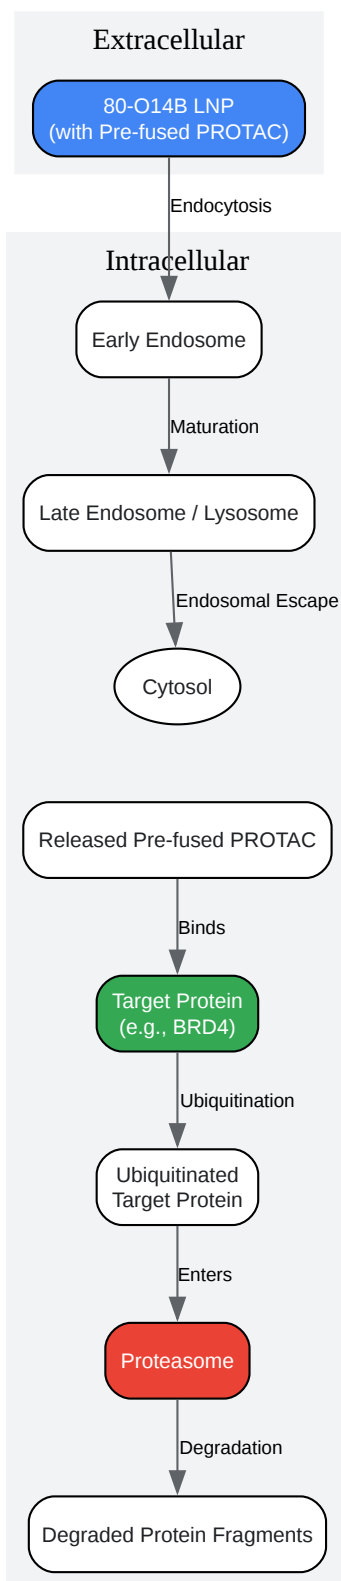 Extracellular
80-O14B LNP
(with Pre-fused PROTAC)
Endocytosis
Intracellular
Early Endosome
Maturation
Late Endosome / Lysosome
Endosomal Escape
Cytosol
Released Pre-fused PROTAC
Binds
Target Protein
(e.g., BRD4)
Ubiquitination
Ubiquitinated
Target Protein
Enters
Proteasome
Degradation
Degraded Protein Fragments